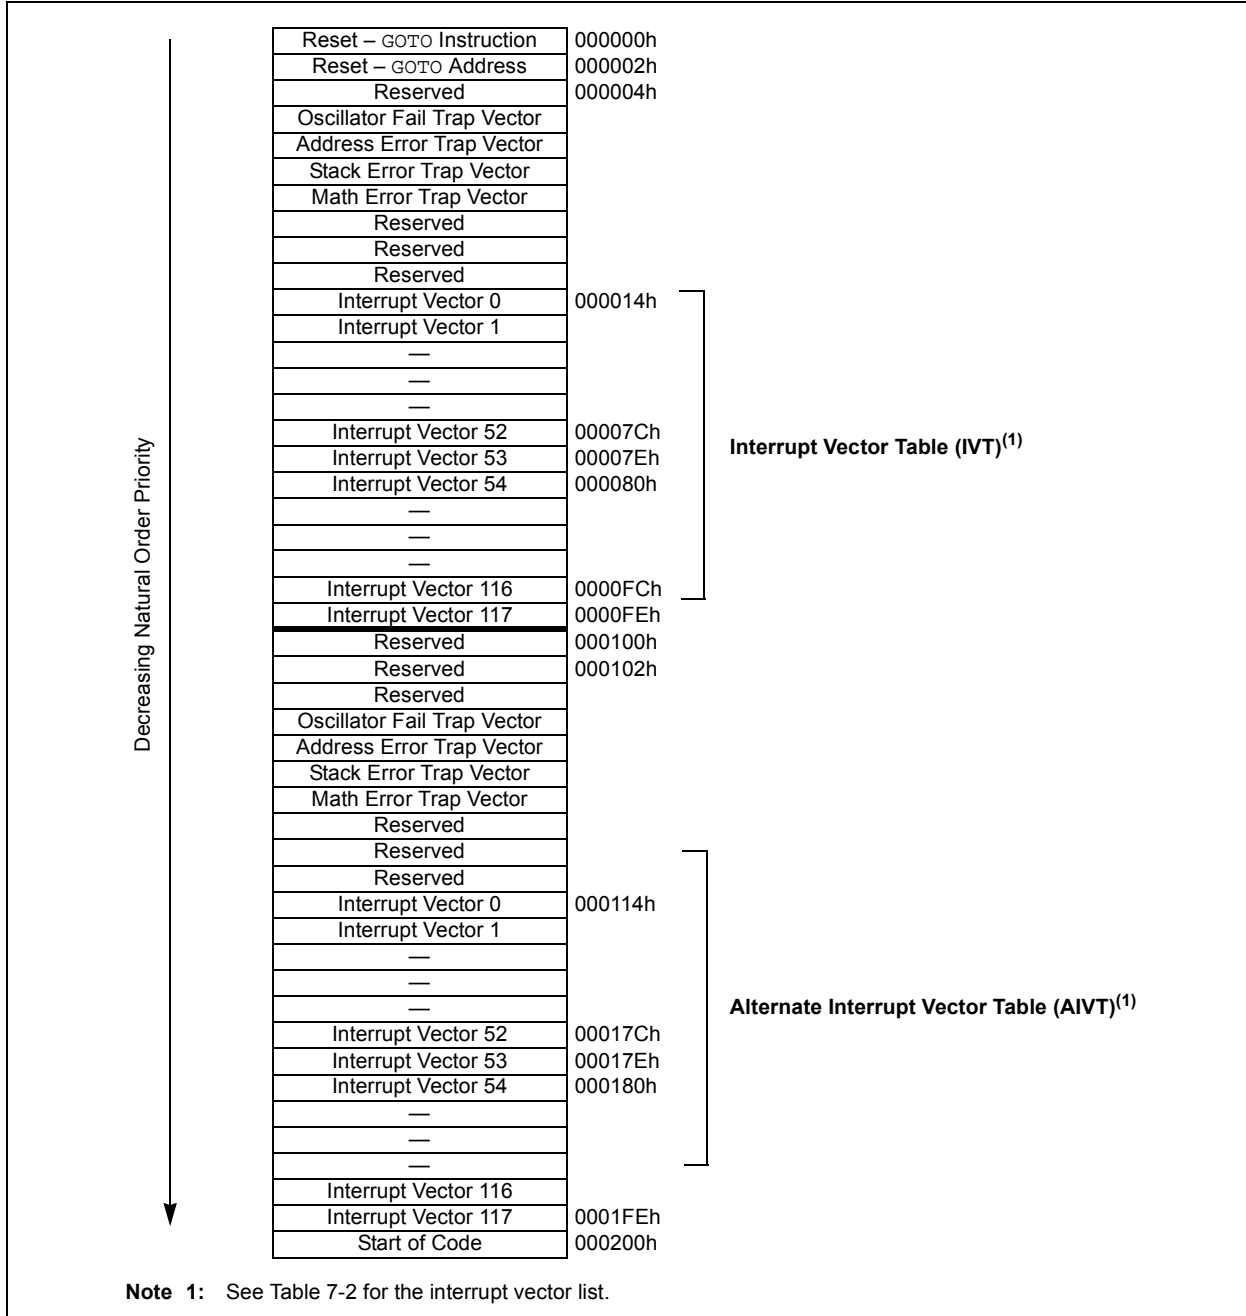 Reset – GOTO Instruction 000000h
Reset – GOTO Address 000002h
Reserved 000004h
Oscillator Fail Trap Vector
Address Error Trap Vector
Stack Error Trap Vector
Math Error Trap Vector
Reserved
Reserved
Reserved
Interrupt Vector 0 000014h
Interrupt Vector 1
—
—
—
Interrupt Vector 52 00007Ch
Interrupt Vector 53 00007Eh
Interrupt Vector 54 000080h
—
—
—
Interrupt Vector 116 0000FCh
Interrupt Vector 117 0000FEh
Interrupt Vector Table (IVT)(1)
Decreasing Natural Order Priority
Reserved 000100h
Reserved 000102h
Reserved
Oscillator Fail Trap Vector
Address Error Trap Vector
Stack Error Trap Vector
Math Error Trap Vector
Reserved
Reserved
Reserved
Interrupt Vector 0 000114h
Interrupt Vector 1
—
—
—
Interrupt Vector 52 00017Ch
Interrupt Vector 53 00017Eh
Interrupt Vector 54 000180h
—
—
—
Interrupt Vector 116
Interrupt Vector 117 0001FEh
Start of Code 000200h
Alternate Interrupt Vector Table (AIVT)(1)
Note 1: See Table 7-2 for the interrupt vector list.